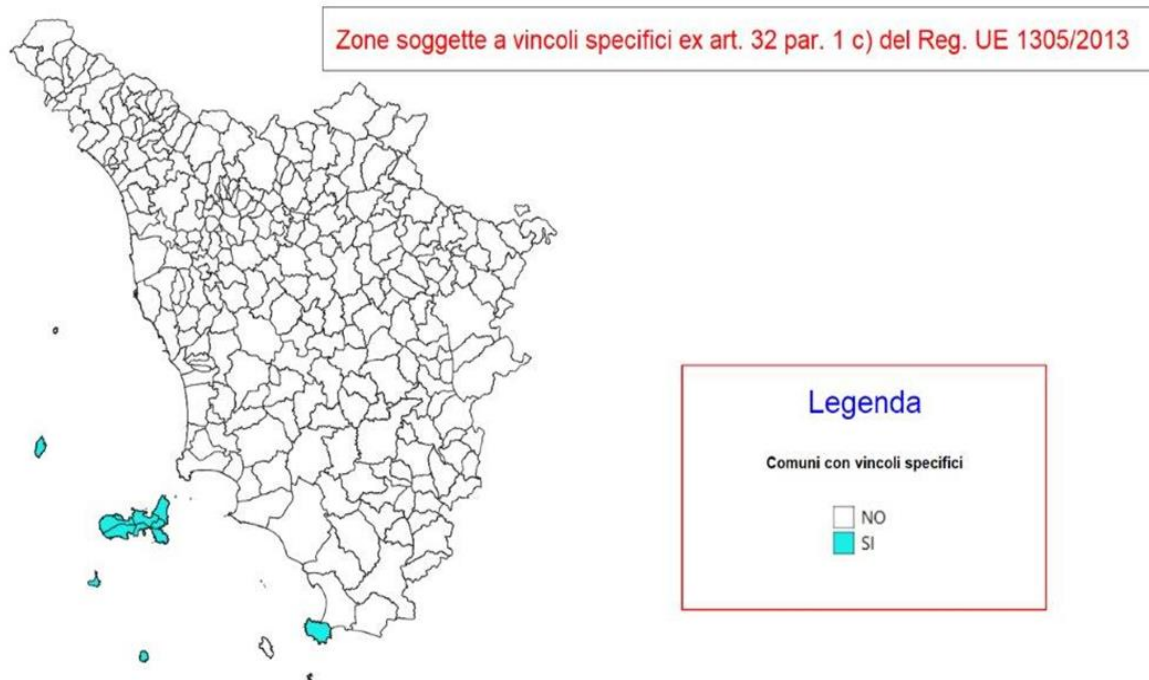 Zone soggette a vincoli specifici ex art. 32 par. 1 c) del Reg. UE 1305/2013
Legenda
Comuni con vincoli specifici
NO
SI